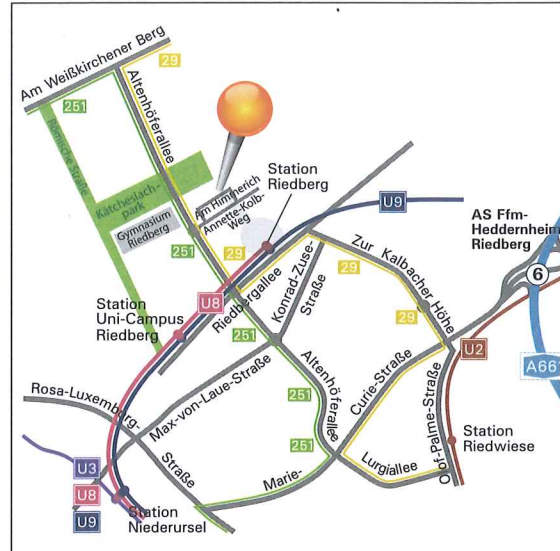 Am Weißkirchener Berg
29
251
Altenhöferallee
Römische Straße
Kätcheslach-
park
Gymnasium
Riedberg
Am Himmerich
Annette-Kolb-
Weg
Station
Riedberg
U9
AS Ffm-
Heddernheim
Riedberg
6
251
29
U8
Riedbergallee
Konrad-Zuse-
Straße
Zur Kalbacher Höhe
29
29
Station
Uni-Campus
Riedberg
251
U2
A661
Rosa-Luxemburg-
Straße
Max-von-Laue-Straße
Altenhöferallee
251
251
Marie-
Curie-Straße
Olof-Palme-Straße
Station
Riedwiese
Lurgiallee
U3
U8
U9
Station
Niederursel